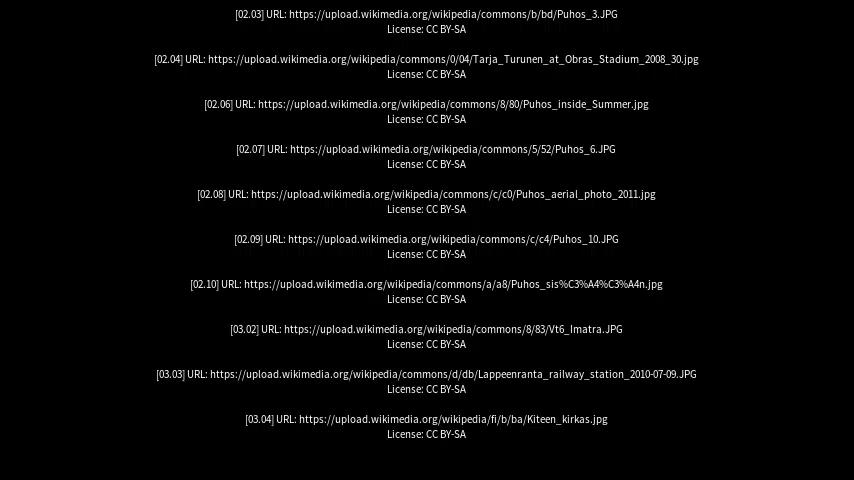 [02.03] URL: https://upload.wikimedia.org/wikipedia/commons/b/bd/Puhos_3.JPG
License: CC BY-SA
[02.04] URL: https://upload.wikimedia.org/wikipedia/commons/0/04/Tarja_Turunen_at_Obras_Stadium_2008_30.jpg
License: CC BY-SA
[02.06] URL: https://upload.wikimedia.org/wikipedia/commons/8/80/Puhos_inside_Summer.jpg
License: CC BY-SA
[02.07] URL: https://upload.wikimedia.org/wikipedia/commons/5/52/Puhos_6.JPG
License: CC BY-SA
[02.08] URL: https://upload.wikimedia.org/wikipedia/commons/c/c0/Puhos_aerial_photo_2011.jpg
License: CC BY-SA
[02.09] URL: https://upload.wikimedia.org/wikipedia/commons/c/c4/Puhos_10.JPG
License: CC BY-SA
[02.10] URL: https://upload.wikimedia.org/wikipedia/commons/a/a8/Puhos_sis%C3%A4%C3%A4n.jpg
License: CC BY-SA
[03.02] URL: https://upload.wikimedia.org/wikipedia/commons/8/83/Vt6_Imatra.JPG
License: CC BY-SA
[03.03] URL: https://upload.wikimedia.org/wikipedia/commons/d/db/Lappeenranta_railway_station_2010-07-09.JPG
License: CC BY-SA
[03.04] URL: https://upload.wikimedia.org/wikipedia/fi/b/ba/Kiteen_kirkas.jpg
License: CC BY-SA